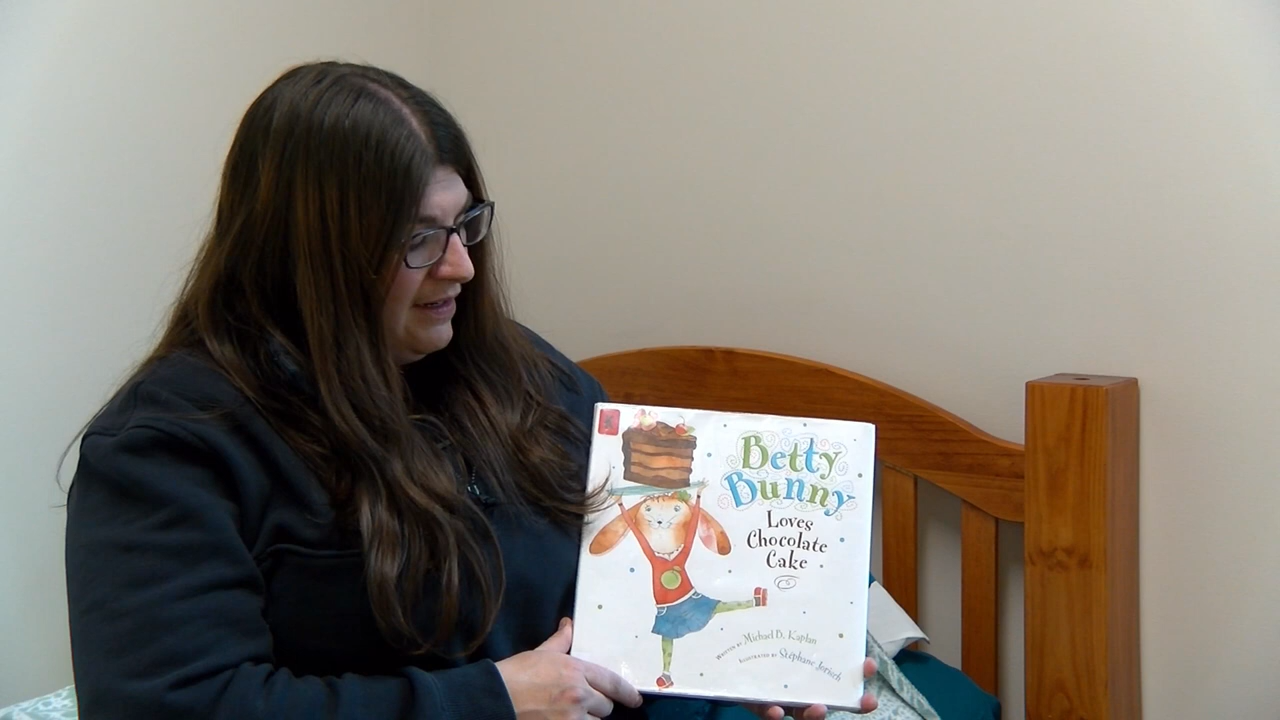 Betty
Bunny
Loves
Chocolate
Cake
WRITTEN BY Michael B. Kaplan
ILLUSTRATED BY Stéphane Jorisch